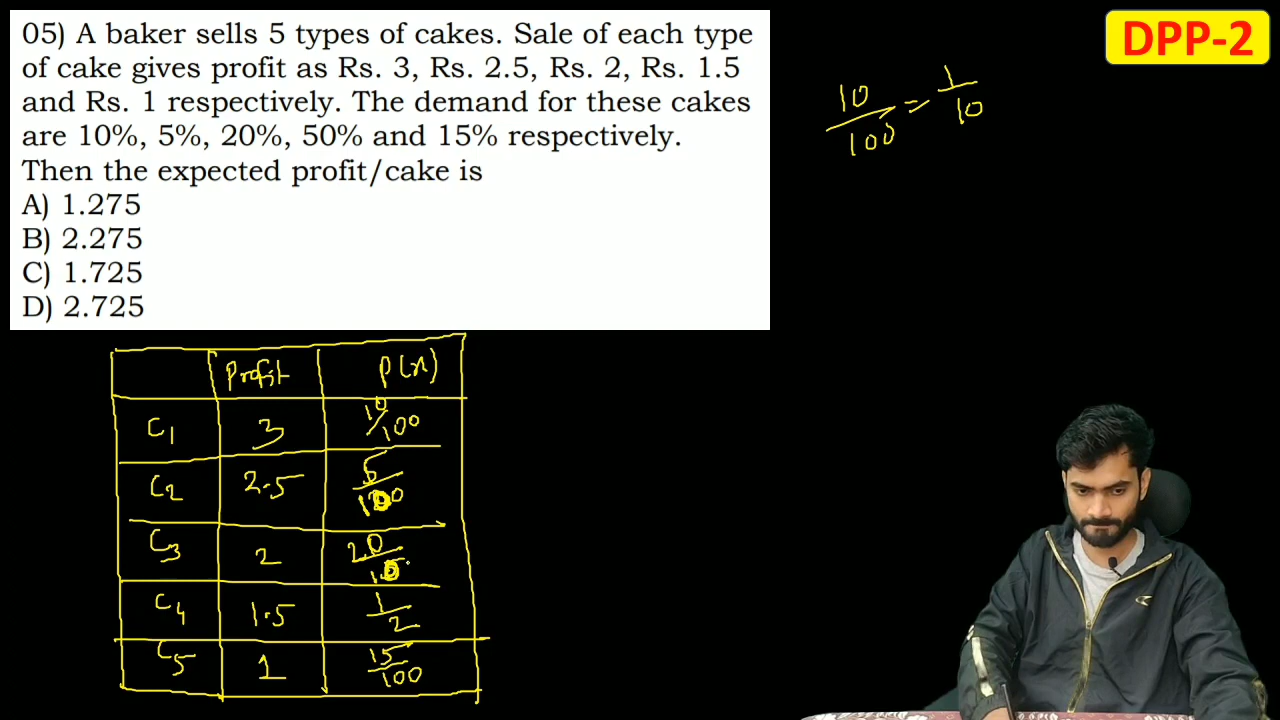 05) A baker sells 5 types of cakes. Sale of each type
of cake gives profit as Rs. 3, Rs. 2.5, Rs. 2, Rs. 1.5
and Rs. 1 respectively. The demand for these cakes
are 10%, 5%, 20%, 50% and 15% respectively.
Then the expected profit/cake is
A) 1.275
B) 2.275
C) 1.725
D) 2.725
DPP-2
10/100 = 1/10
Profit P(x)
C1 3 10/100
C2 2.5 5/100
C3 2 20/100
C4 1.5 1/2
C5 1 15/100